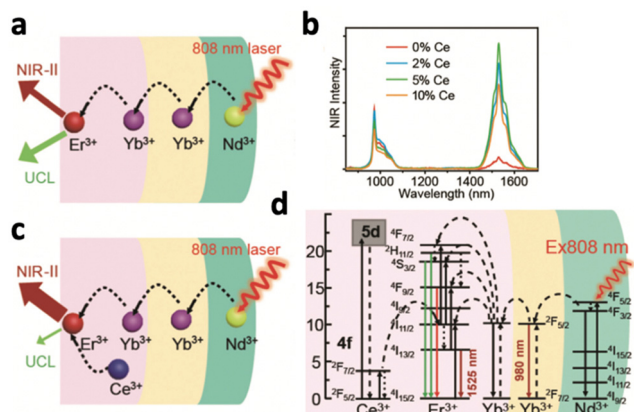 a
808 nm laser
NIR-II
Er³⁺
Yb³⁺
Yb³⁺
Nd³⁺
UCL
b
NIR Intensity
0% Ce
2% Ce
5% Ce
10% Ce
1000
1200
1400
1600
Wavelength (nm)
c
808 nm laser
NIR-II
Er³⁺
Yb³⁺
Yb³⁺
Nd³⁺
UCL
Ce³⁺
d
Ex808 nm
25
20
15
10
5
0
5d
4f
²F₇/₂
²F₅/₂
Ce³⁺
⁴F₇/₂
²H₁₁/₂
⁴S₃/₂
⁴F₉/₂
⁴I₉/₂
⁴I₁₁/₂
⁴I₁₃/₂
⁴I₁₅/₂
1525 nm
Er³⁺
Yb³⁺
²F₅/₂
980 nm
²F₇/₂
Yb³⁺
⁴F₅/₂
⁴F₃/₂
⁴I₁₅/₂
⁴I₁₃/₂
⁴I₁₁/₂
⁴I₉/₂
Nd³⁺